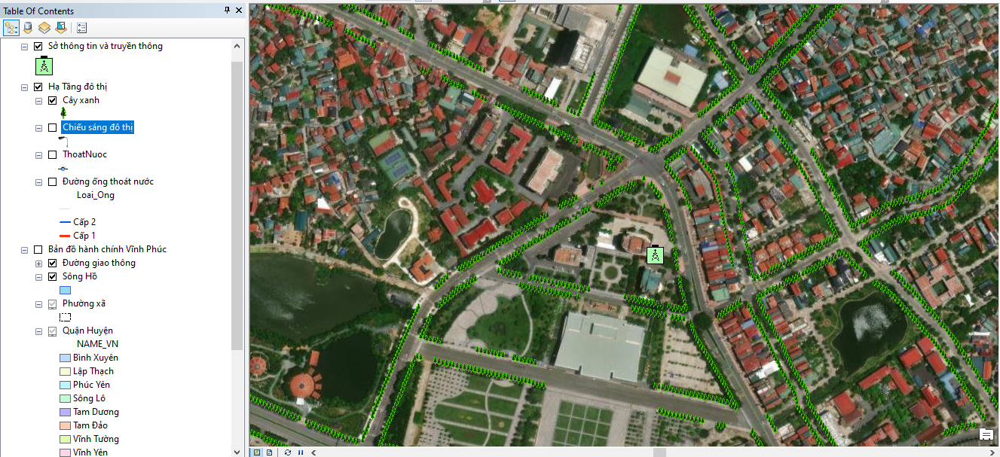 Table Of Contents
Sở thông tin và truyền thông
Hạ Tầng đô thị
Cây xanh
Chiếu sáng đô thị
ThoatNuoc
Đường ống thoát nước
Loai_Ong
Cấp 2
Cấp 1
Bản đồ hành chính Vĩnh Phúc
Đường giao thông
Sông Hồ
Phường xã
Quận Huyện
NAME_VN
Bình Xuyên
Lập Thạch
Phúc Yên
Sông Lô
Tam Dương
Tam Đảo
Vĩnh Tường
Vĩnh Yên